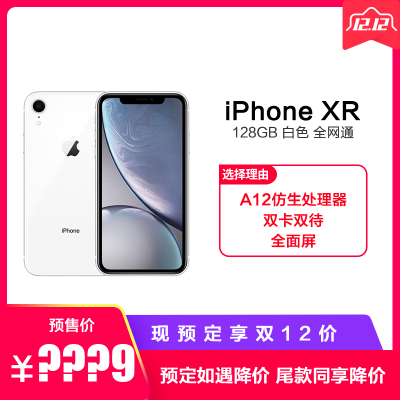 12.12
iPhone XR
128GB 白色 全网通
选择理由
A12仿生处理器
双卡双待
全面屏
iPhone
预售价
¥???9
现预定享双12价
预定如遇降价 尾款同享降价